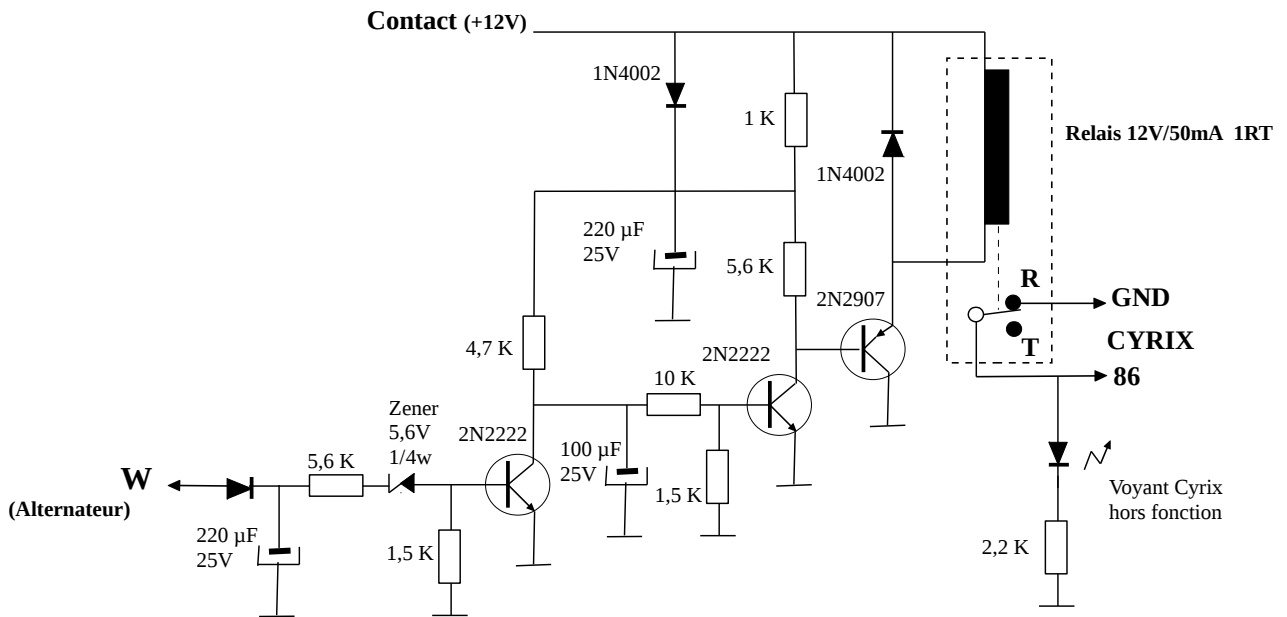 Contact (+12V)
1N4002
1 K
Relais 12V/50mA 1RT
1N4002
220 µF
25V
5,6 K
R
2N2907
GND
CYRIX
T
86
4,7 K
2N2222
10 K
Zener
5,6V
1/4w
2N2222
100 µF
25V
5,6 K
W
(Alternateur)
1,5 K
Voyant Cyrix
hors fonction
220 µF
25V
1,5 K
2,2 K